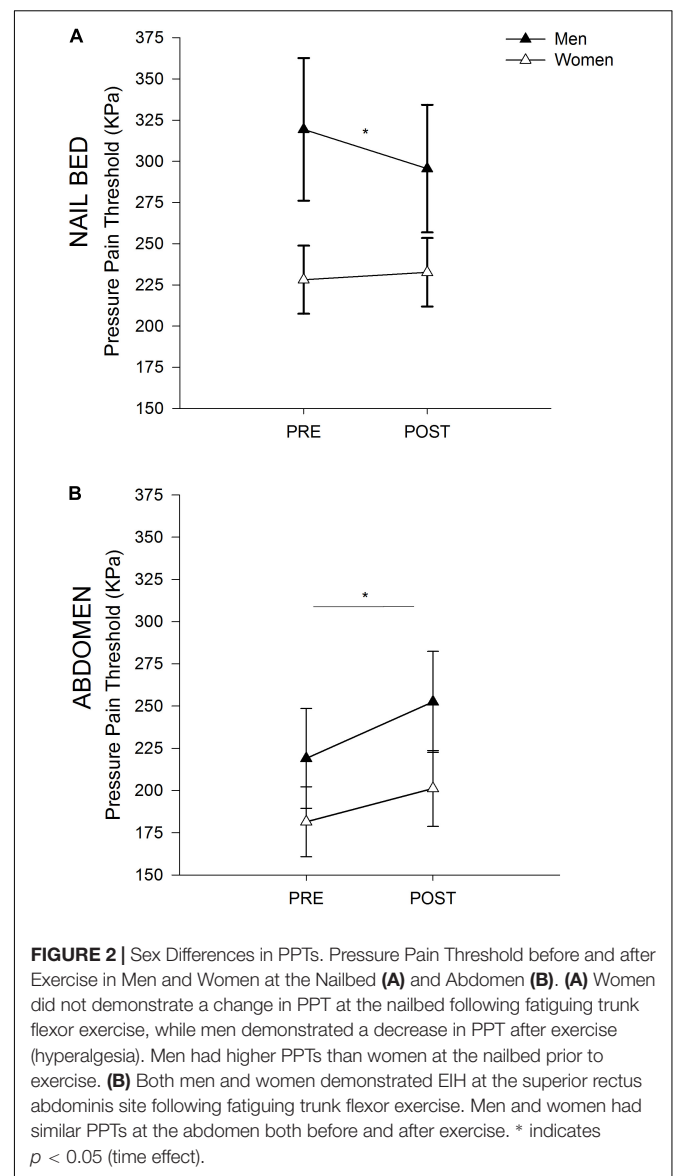 A
Men
Women
375
350
325
300
275
250
225
200
175
150
NAIL BED
Pressure Pain Threshold (KPa)
*
PRE POST
B
375
350
325
300
275
250
225
200
175
150
ABDOMEN
Pressure Pain Threshold (KPa)
*
PRE POST
FIGURE 2 | Sex Differences in PPTs. Pressure Pain Threshold before and after
Exercise in Men and Women at the Nailbed (A) and Abdomen (B). (A) Women
did not demonstrate a change in PPT at the nailbed following fatiguing trunk
flexor exercise, while men demonstrated a decrease in PPT after exercise
(hyperalgesia). Men had higher PPTs than women at the nailbed prior to
exercise. (B) Both men and women demonstrated EIH at the superior rectus
abdominis site following fatiguing trunk flexor exercise. Men and women had
similar PPTs at the abdomen both before and after exercise. * indicates
p < 0.05 (time effect).